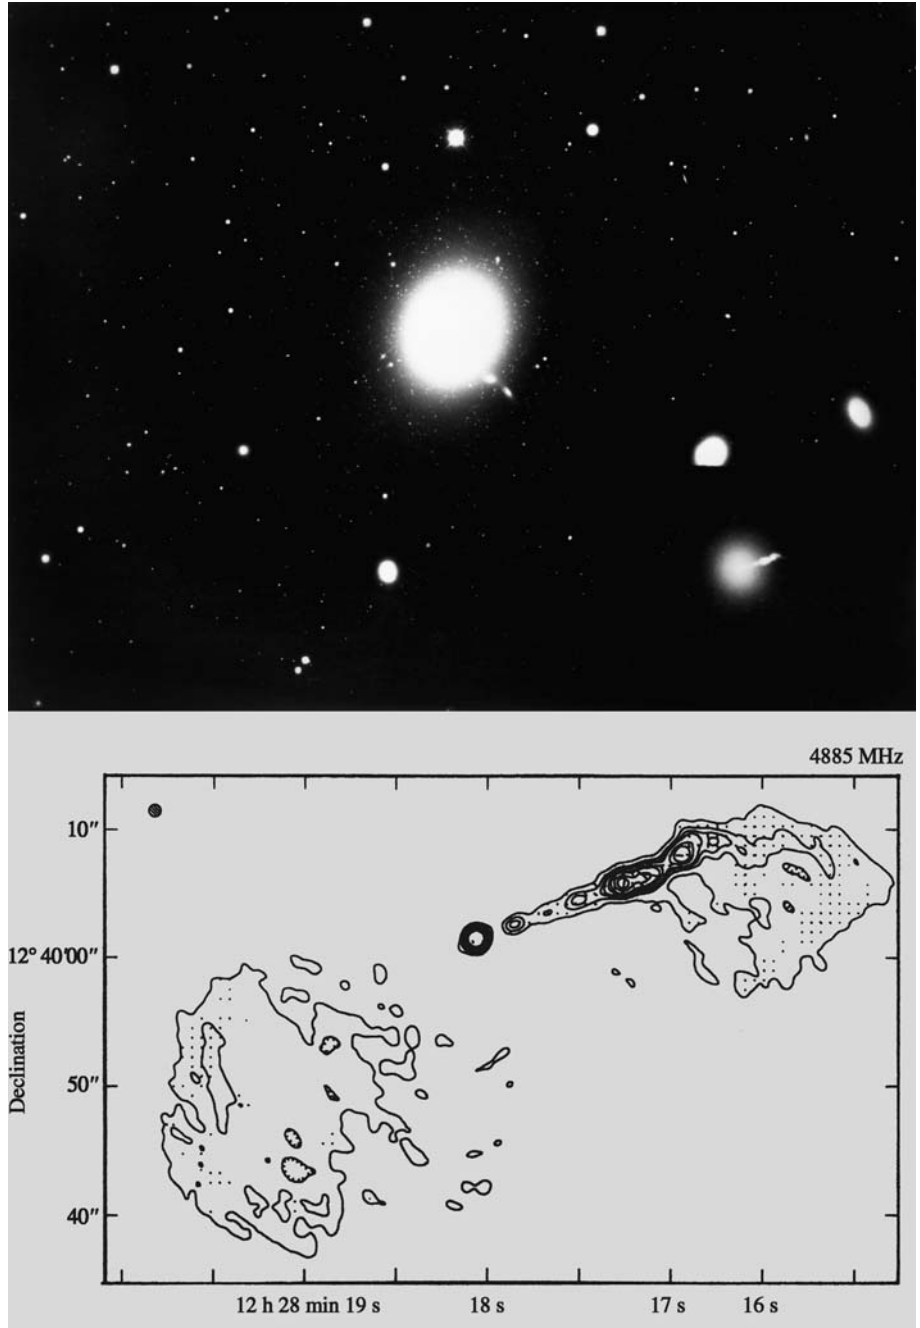 4885 MHz
10″
12° 40′00″
Declination
50″
40″
12 h 28 min 19 s
18 s
17 s
16 s